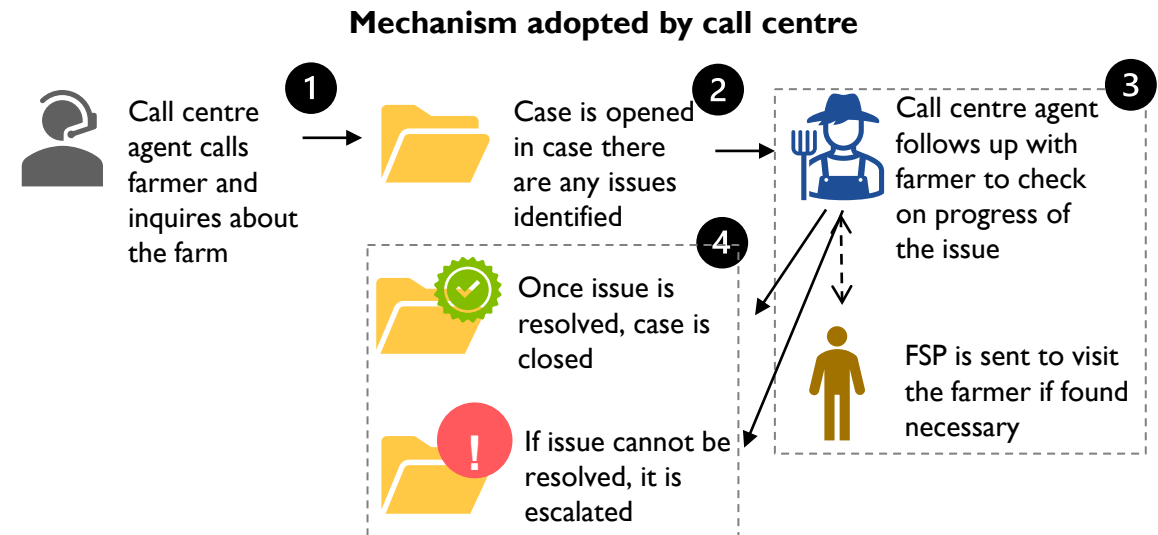 Mechanism adopted by call centre
1
Call centre
agent calls
farmer and
inquires about
the farm
2
Case is opened
in case there
are any issues
identified
3
Call centre agent
follows up with
farmer to check
on progress of
the issue
FSP is sent to visit
the farmer if found
necessary
4
Once issue is
resolved, case is
closed
!
If issue cannot be
resolved, it is
escalated